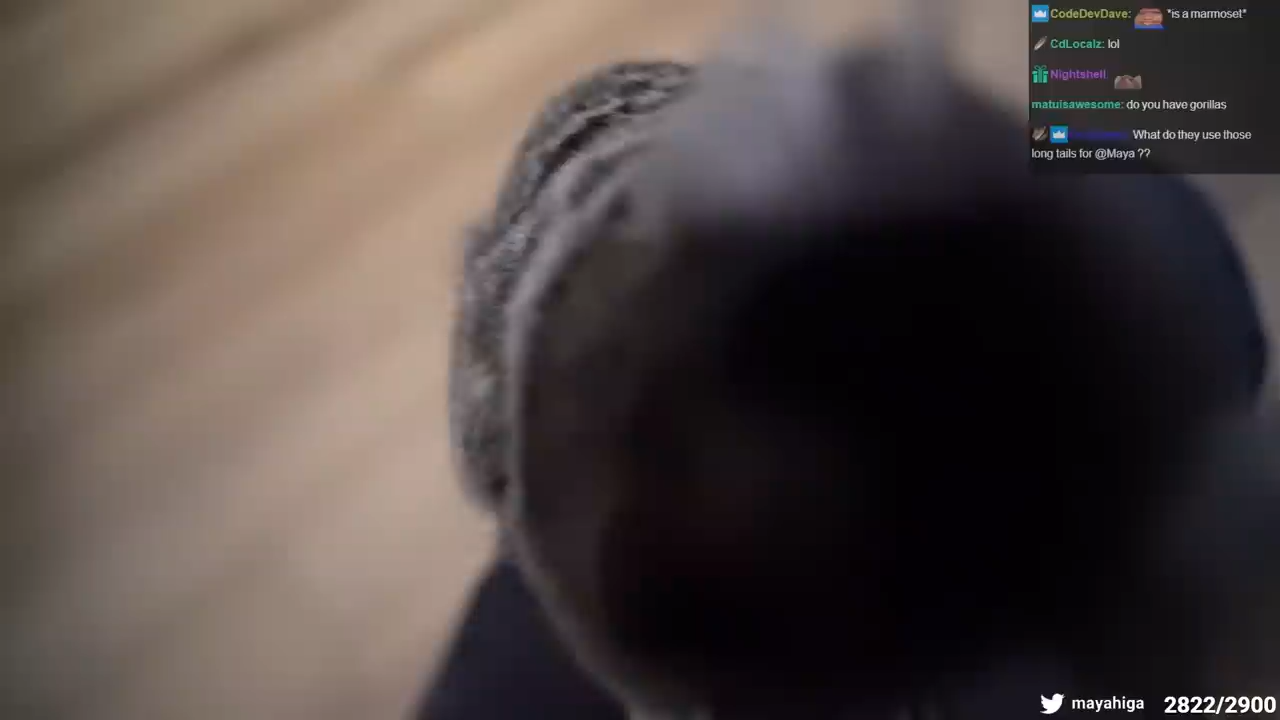 CodeDevDave: *is a marmoset*
CdLocalz: lol
Nightshell
matuisawesome: do you have gorillas
What do they use those
long tails for @Maya ??
mayahiga 2822/2900